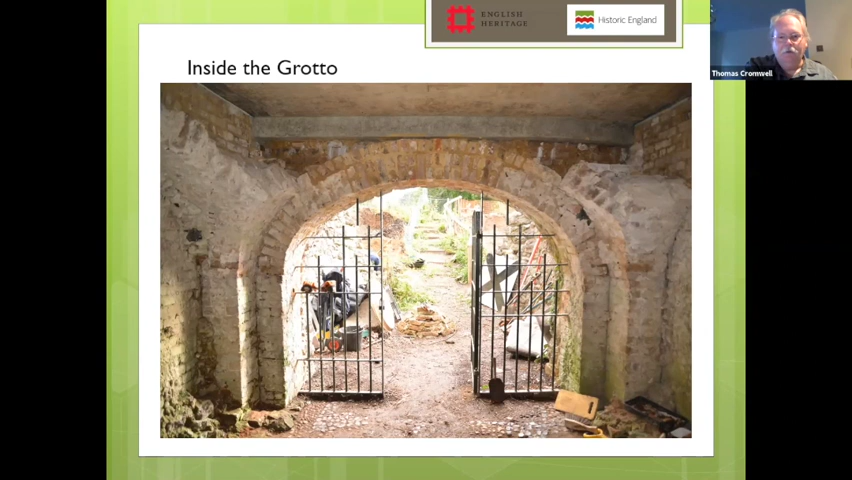 ENGLISH
HERITAGE
Historic England
Thomas Cromwell
Inside the Grotto